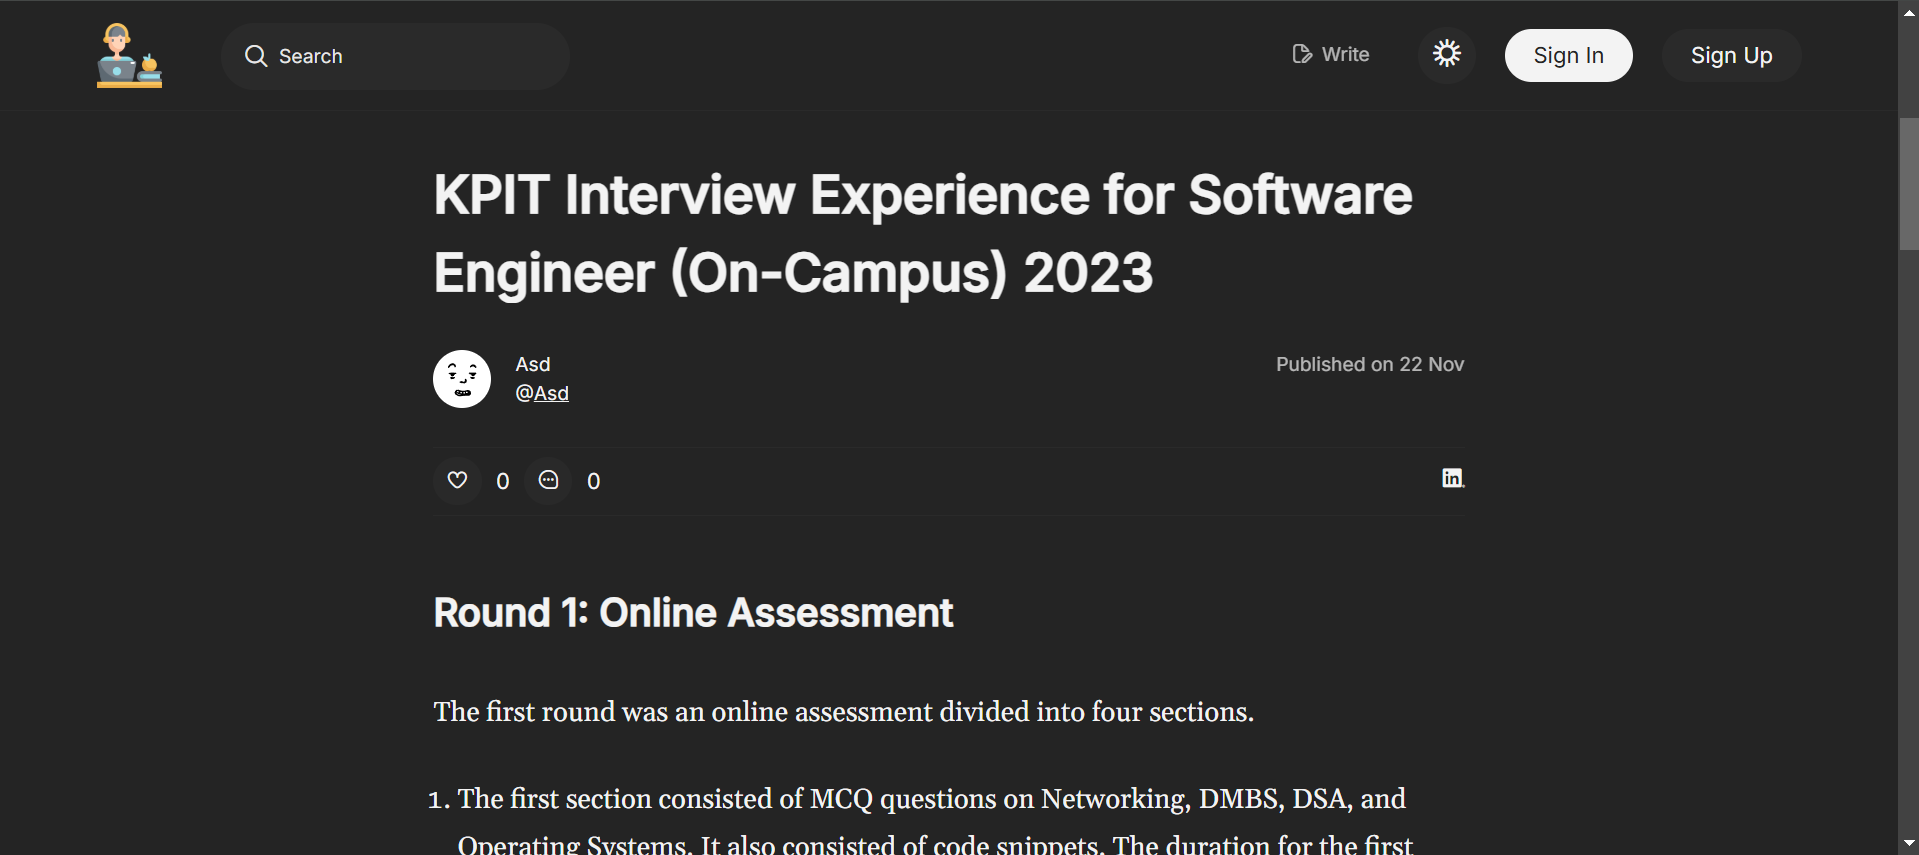 Search
Write
Sign In
Sign Up
KPIT Interview Experience for Software
Engineer (On-Campus) 2023
Asd
@Asd
Published on 22 Nov
0
0
in
Round 1: Online Assessment
The first round was an online assessment divided into four sections.
1. The first section consisted of MCQ questions on Networking, DMBS, DSA, and
Operating Systems. It also consisted of code snippets. The duration for the first